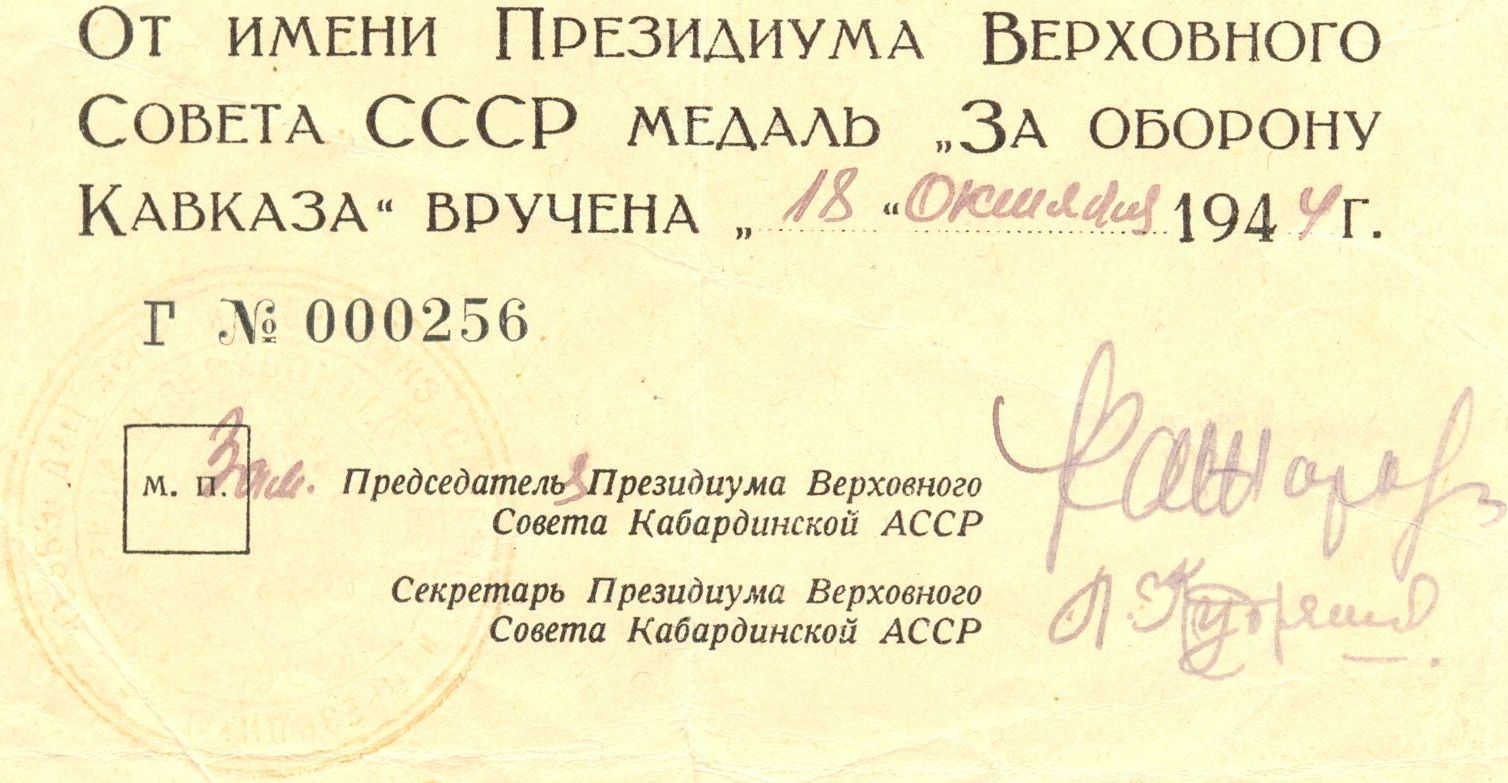 От имени Президиума Верховного
Совета СССР медаль „За оборону
Кавказа“ вручена „ 18 “ Октября 1944 г.
Г № 000256
м. п. Зам. Председателя Президиума Верховного
Совета Кабардинской АССР
Секретарь Президиума Верховного
Совета Кабардинской АССР